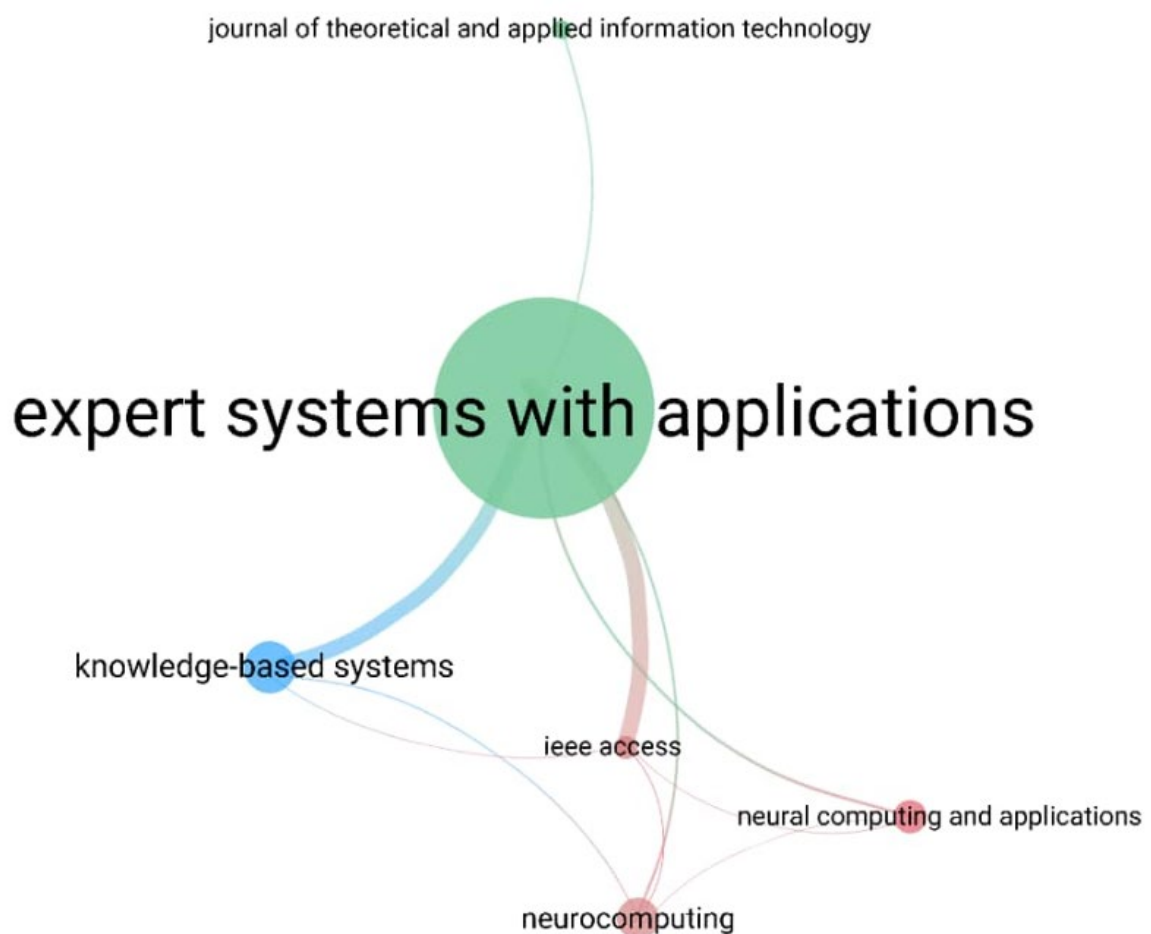 journal of theoretical and applied information technology
expert systems with applications
knowledge-based systems
ieee access
neural computing and applications
neurocomputing